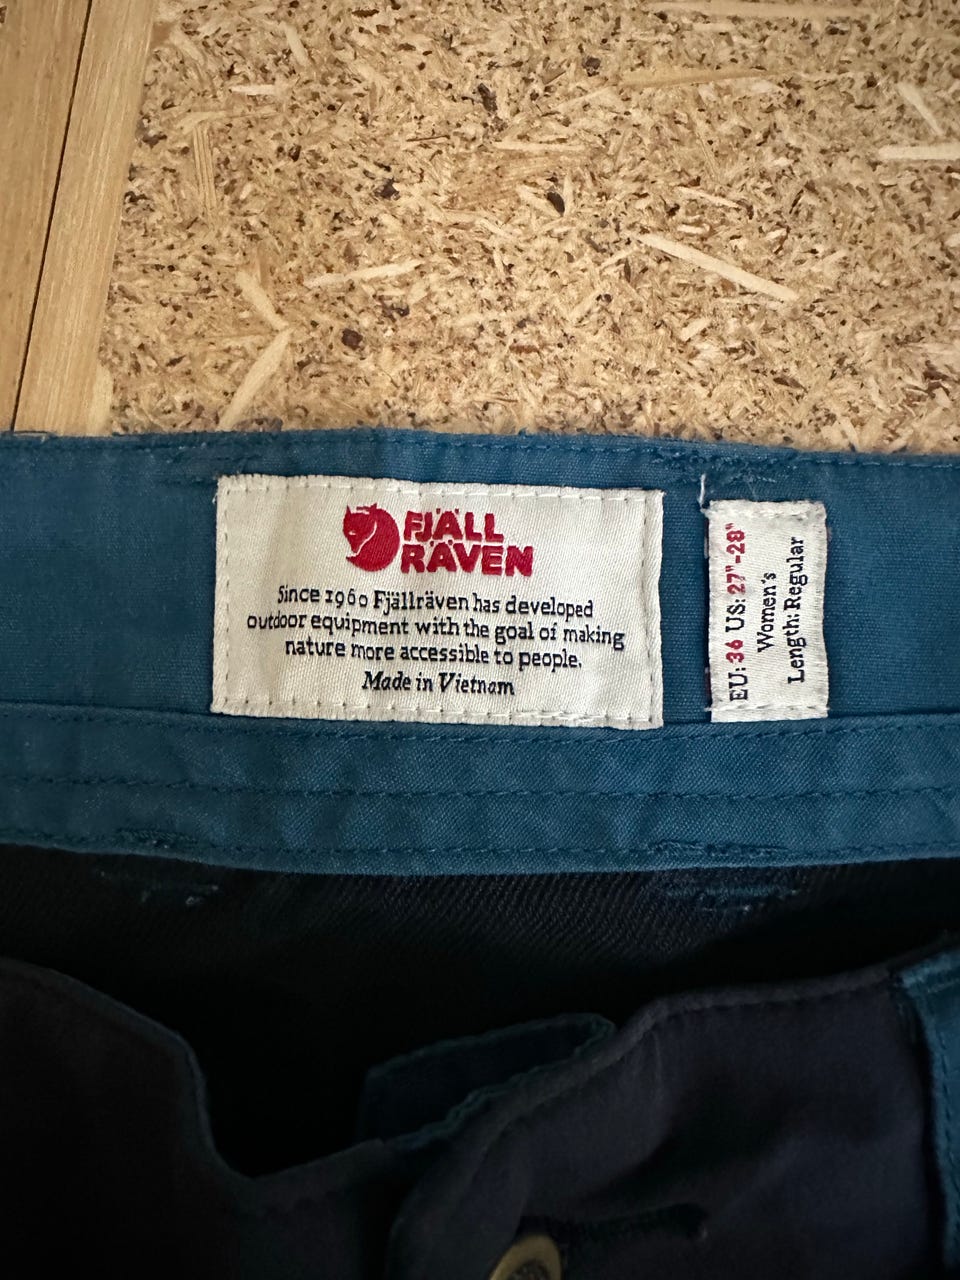 FJÄLL
RÄVEN
Since 1960 Fjällräven has developed
outdoor equipment with the goal of making
nature more accessible to people.
Made in Vietnam
EU: 36 US: 27"-28"
Women's
Length: Regular